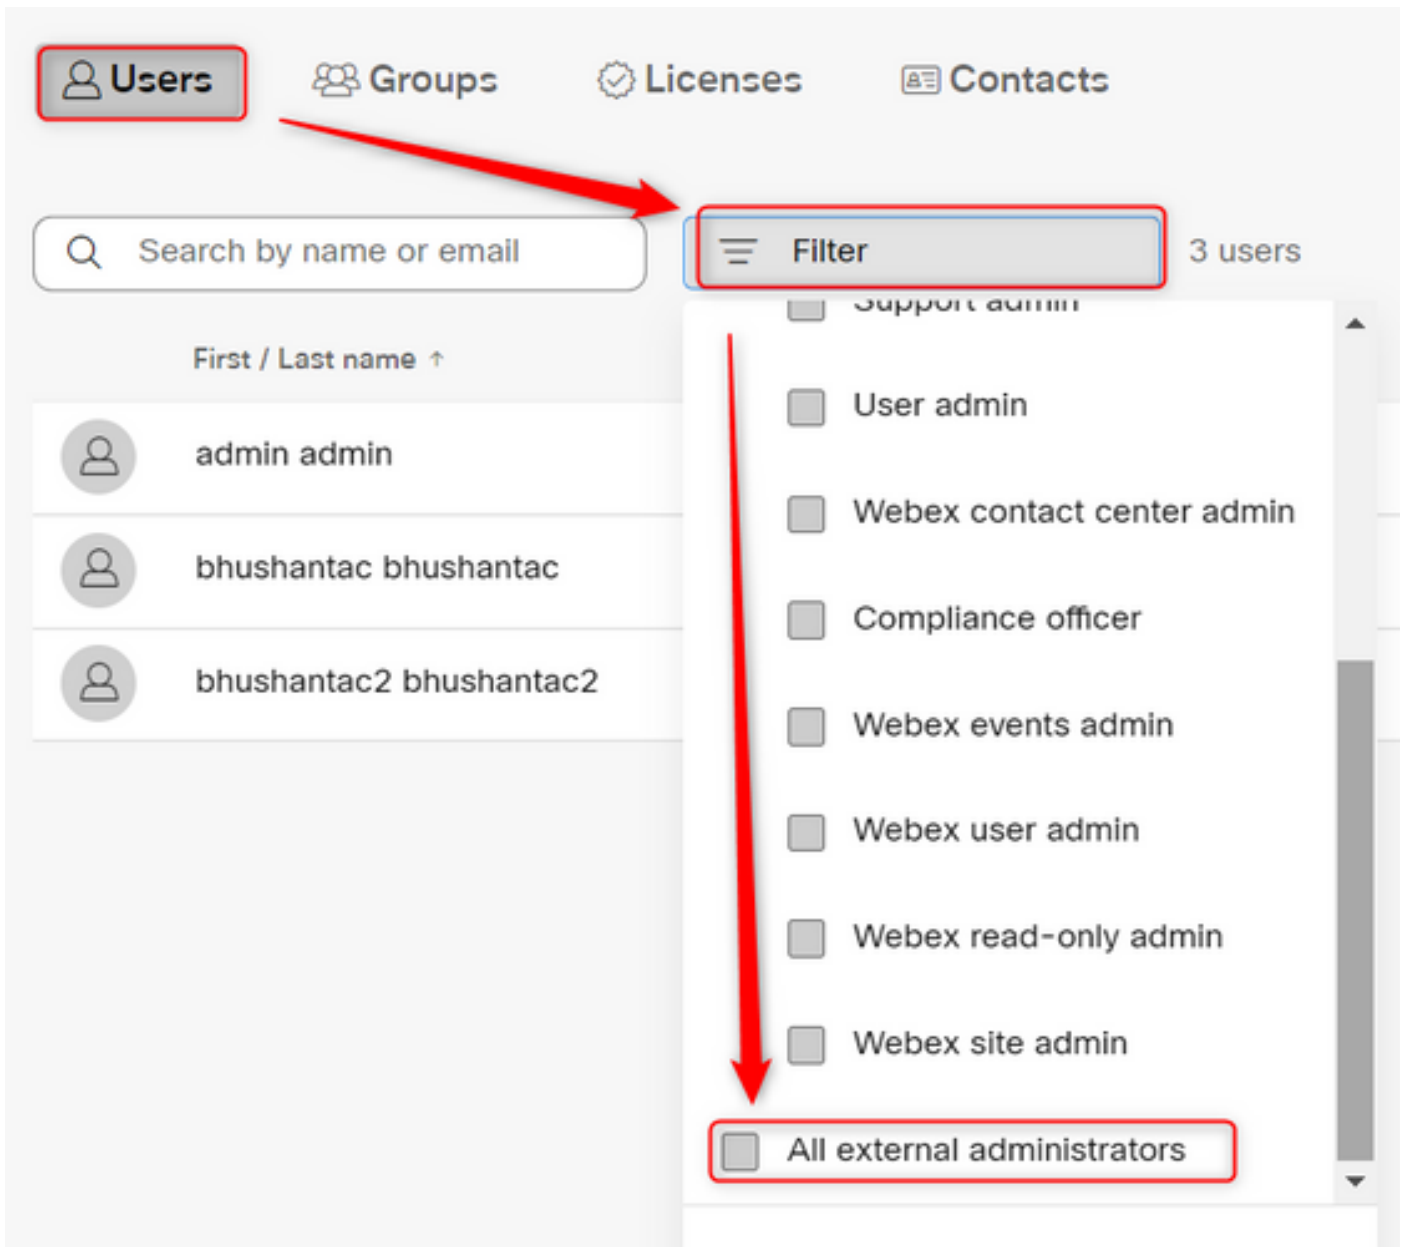 Users Groups Licenses Contacts
Search by name or email Filter 3 users
Support admin
First / Last name ↑
User admin
admin admin
Webex contact center admin
bhushantac bhushantac
Compliance officer
bhushantac2 bhushantac2
Webex events admin
Webex user admin
Webex read-only admin
Webex site admin
All external administrators